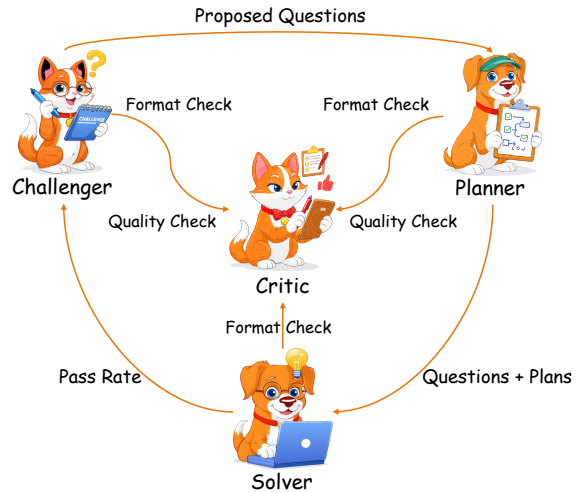 Proposed Questions
CHALLENGE
Format Check
Format Check
Challenger
Planner
Quality Check
Quality Check
Critic
Format Check
Pass Rate
Questions + Plans
Solver